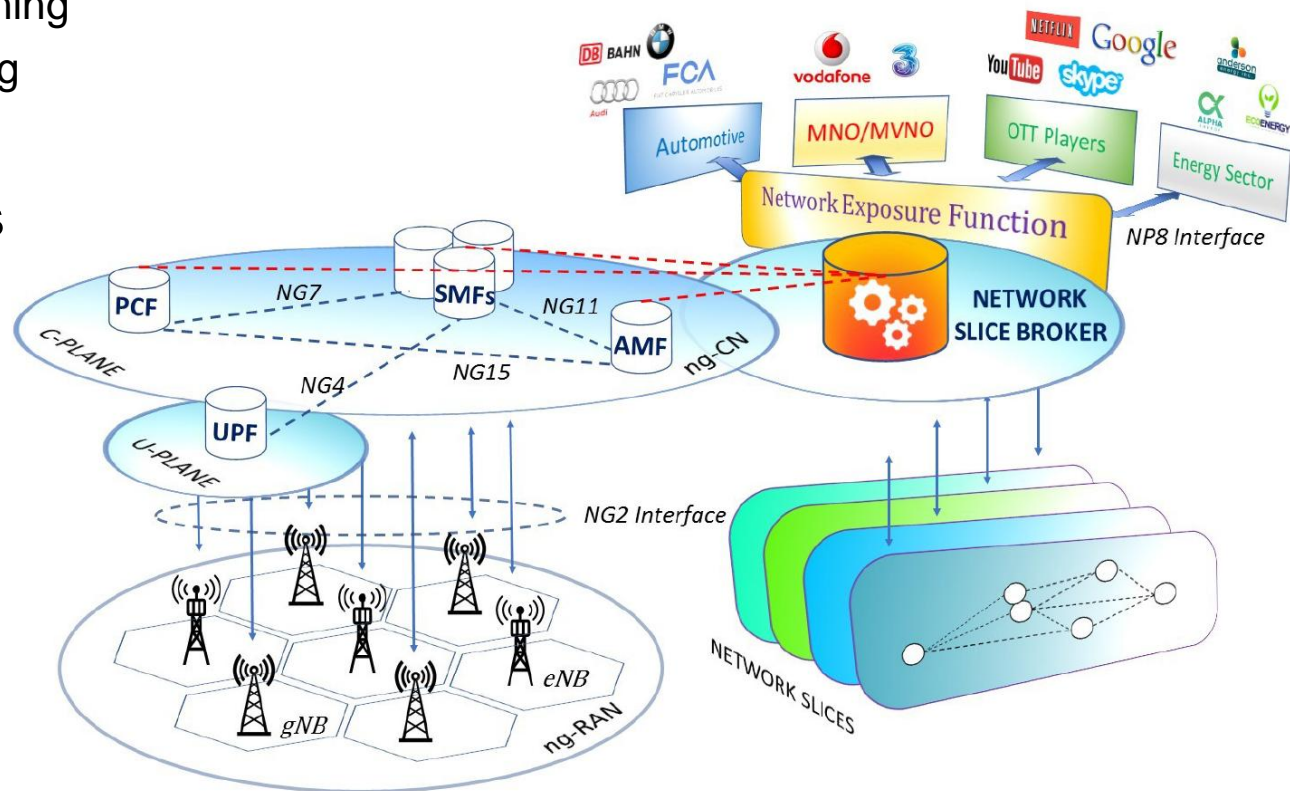 ning
g
s
DB BAHN
FCA
Audi
Automotive
vodafone
3
MNO/MVNO
NETFLIX
Google
YouTube
skype
OTT Players
anderson
ALPHA
ECOENERGY
Energy Sector
Network Exposure Function
NP8 Interface
PCF
NG7
SMFs
NG11
AMF
NG15
C-PLANE
ng-CN
NETWORK
SLICE BROKER
NG4
UPF
U-PLANE
NG2 Interface
eNB
gNB
ng-RAN
NETWORK SLICES